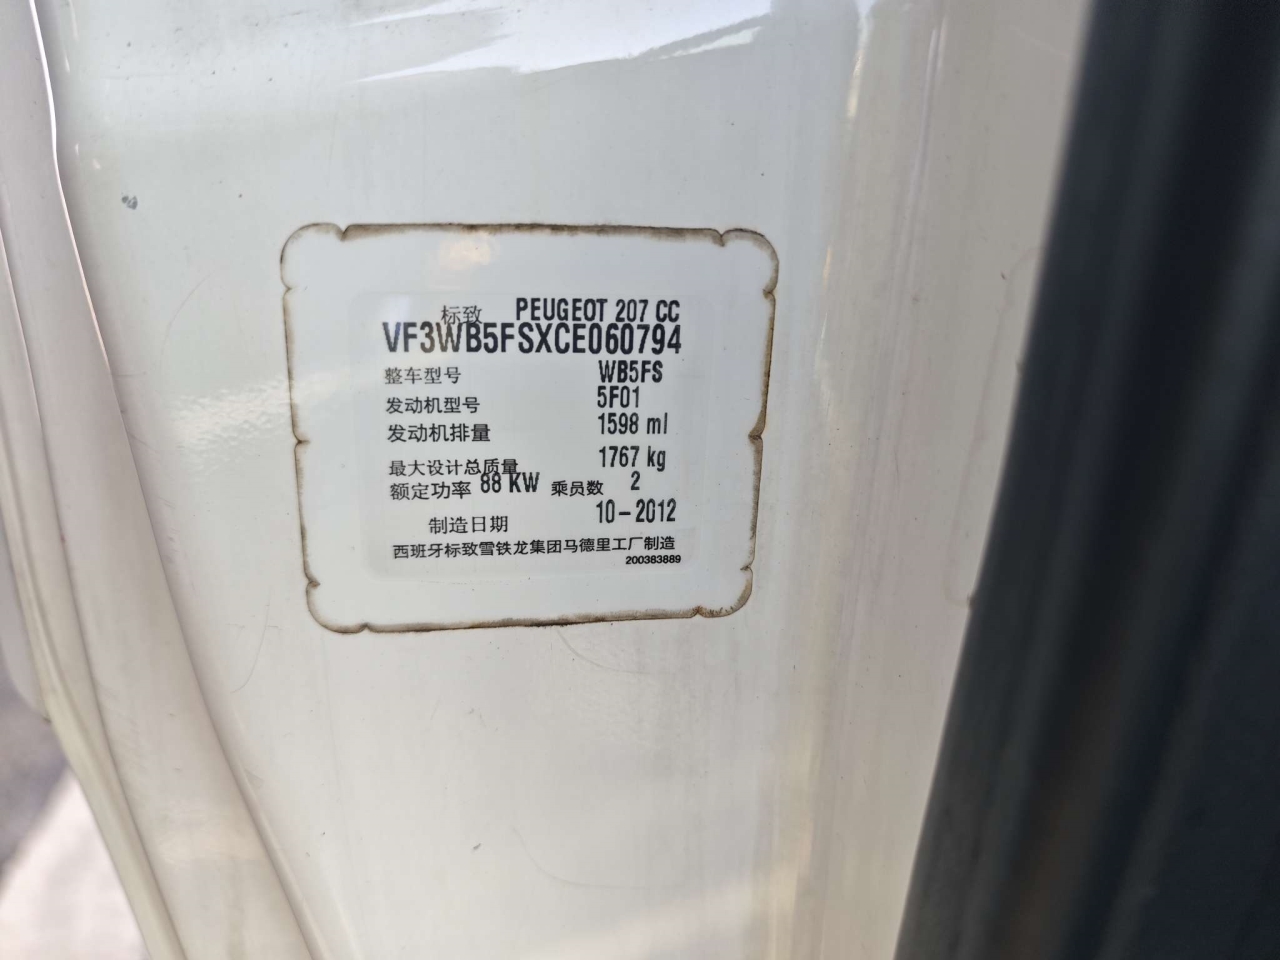 标致 PEUGEOT 207 CC
VF3WB5FSXCE060794
整车型号 WB5FS
发动机型号 5F01
发动机排量 1598 ml
最大设计总质量 1767 kg
额定功率 88 KW 乘员数 2
制造日期 10-2012
西班牙标致雪铁龙集团马德里工厂制造
200383889